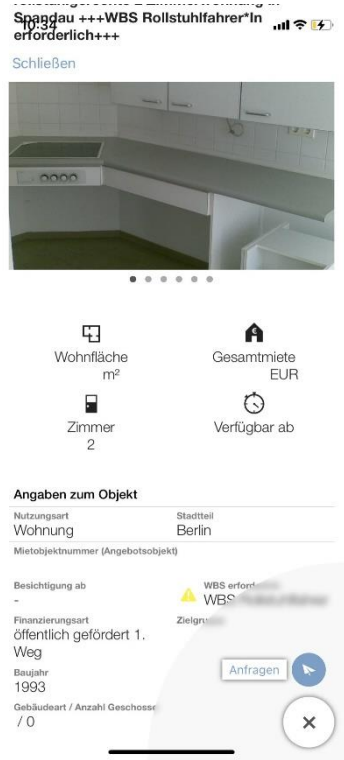 Spandau +++WBS Rollstuhlfahrer*In
10:34
erforderlich+++
Schließen
Wohnfläche
m²
Gesamtmiete
EUR
Zimmer
2
Verfügbar ab
Angaben zum Objekt
Nutzungsart
Wohnung
Stadtteil
Berlin
Mietobjektnummer (Angebotsobjekt)
Besichtigung ab
-
WBS
Finanzierungsart
öffentlich gefördert 1.
Weg
Anfragen
Baujahr
1993
Gebäudeart / Anzahl Geschosse
/ 0